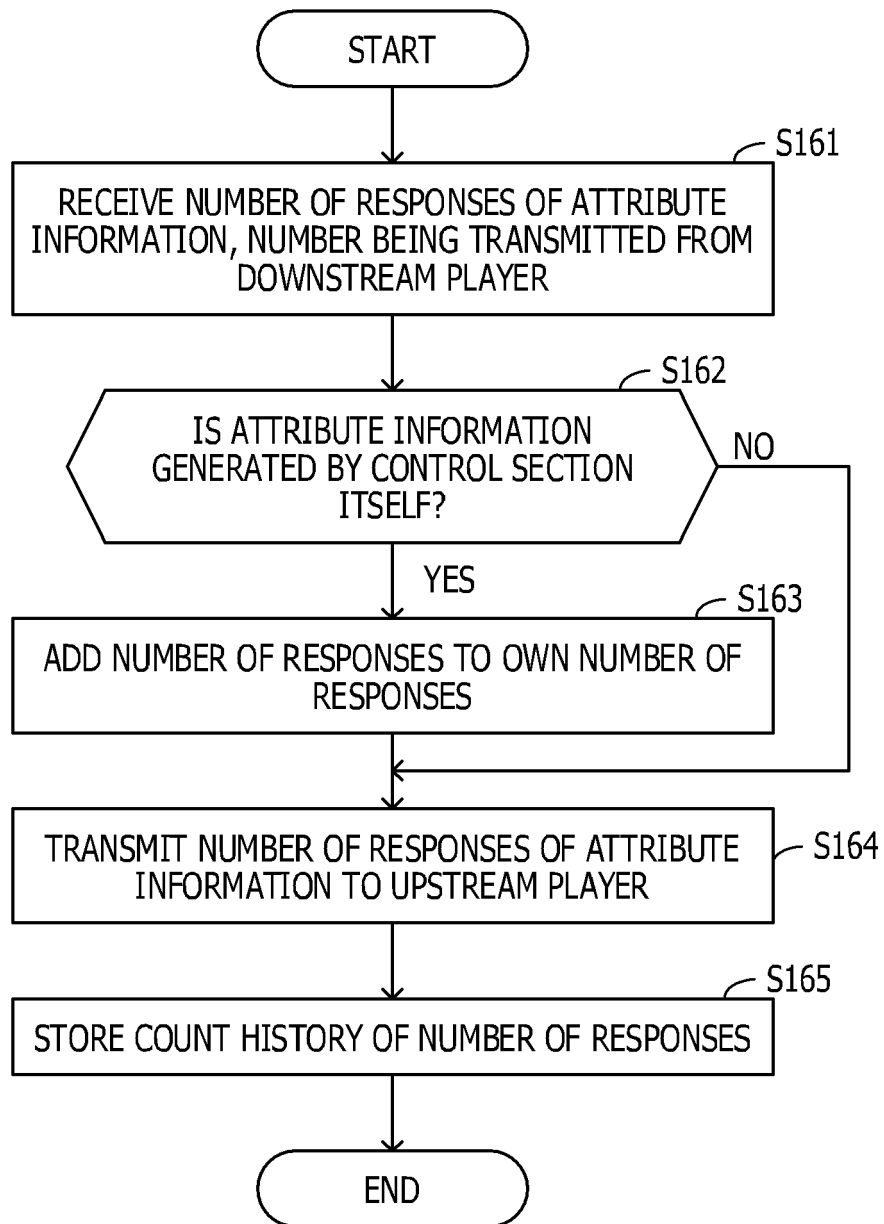 START
S161
RECEIVE NUMBER OF RESPONSES OF ATTRIBUTE
INFORMATION, NUMBER BEING TRANSMITTED FROM
DOWNSTREAM PLAYER
S162
IS ATTRIBUTE INFORMATION
GENERATED BY CONTROL SECTION
ITSELF?
NO
YES
S163
ADD NUMBER OF RESPONSES TO OWN NUMBER OF
RESPONSES
TRANSMIT NUMBER OF RESPONSES OF ATTRIBUTE
INFORMATION TO UPSTREAM PLAYER
S164
S165
STORE COUNT HISTORY OF NUMBER OF RESPONSES
END